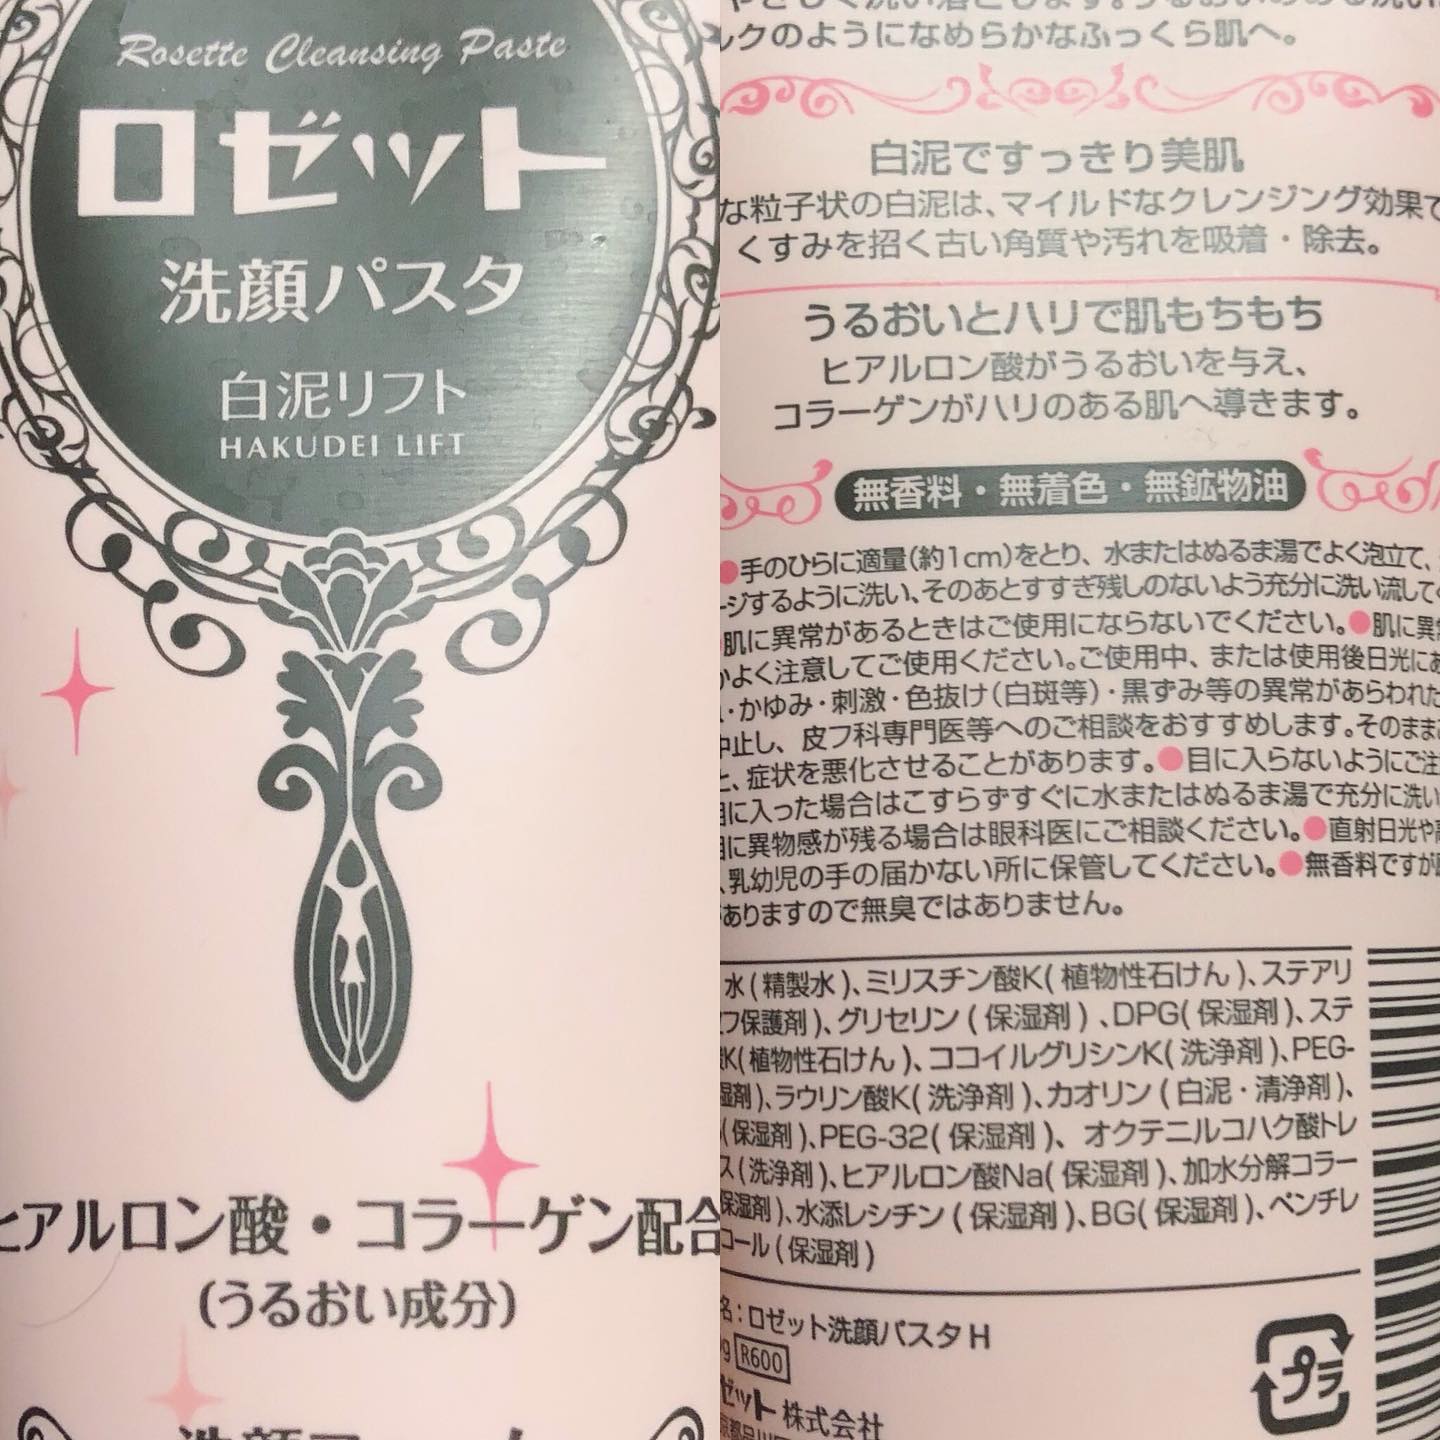 Rosette Cleansing Paste
ロゼット
洗顔パスタ
白泥リフト
HAKUDEI LIFT
ヒアルロン酸・コラーゲン配合
(うるおい成分)
洗顔フォーム
ルクのようになめらかなふっくら肌へ。
白泥ですっきり美肌
な粒子状の白泥は、マイルドなクレンジング効果で
くすみを招く古い角質や汚れを吸着・除去。
うるおいとハリで肌もちもち
ヒアルロン酸がうるおいを与え、
コラーゲンがハリのある肌へ導きます。
無香料・無着色・無鉱物油
●手のひらに適量(約1cm)をとり、水またはぬるま湯でよく泡立て、
ージするように洗い、そのあとすすぎ残しのないよう充分に洗い流して
肌に異常があるときはご使用にならないでください。●肌に異常
かよく注意してご使用ください。ご使用中、または使用後日光にあ
・かゆみ・刺激・色抜け(白斑等)・黒ずみ等の異常があらわれた
中止し、皮フ科専門医等へのご相談をおすすめします。そのまま
と、症状を悪化させることがあります。●目に入らないようにご注
目に入った場合はこすらずすぐに水またはぬるま湯で充分に洗い
目に異物感が残る場合は眼科医にご相談ください。●直射日光や高
、乳幼児の手の届かない所に保管してください。●無香料ですが
がありますので無臭ではありません。
水(精製水)、ミリスチン酸K(植物性石けん)、ステアリ
フ保護剤)、グリセリン(保湿剤)、DPG(保湿剤)、ステ
酸K(植物性石けん)、ココイルグリシンK(洗浄剤)、PEG-
湿剤)、ラウリン酸K(洗浄剤)、カオリン(白泥・清浄剤)、
(保湿剤)、PEG-32(保湿剤)、オクテニルコハク酸トレ
ス(洗浄剤)、ヒアルロン酸Na(保湿剤)、加水分解コラー
保湿剤)、水添レシチン(保湿剤)、BG(保湿剤)、ペンチレ
コール(保湿剤)
名:ロゼット洗顔パスタH
g R600
ゼット株式会社
プラ